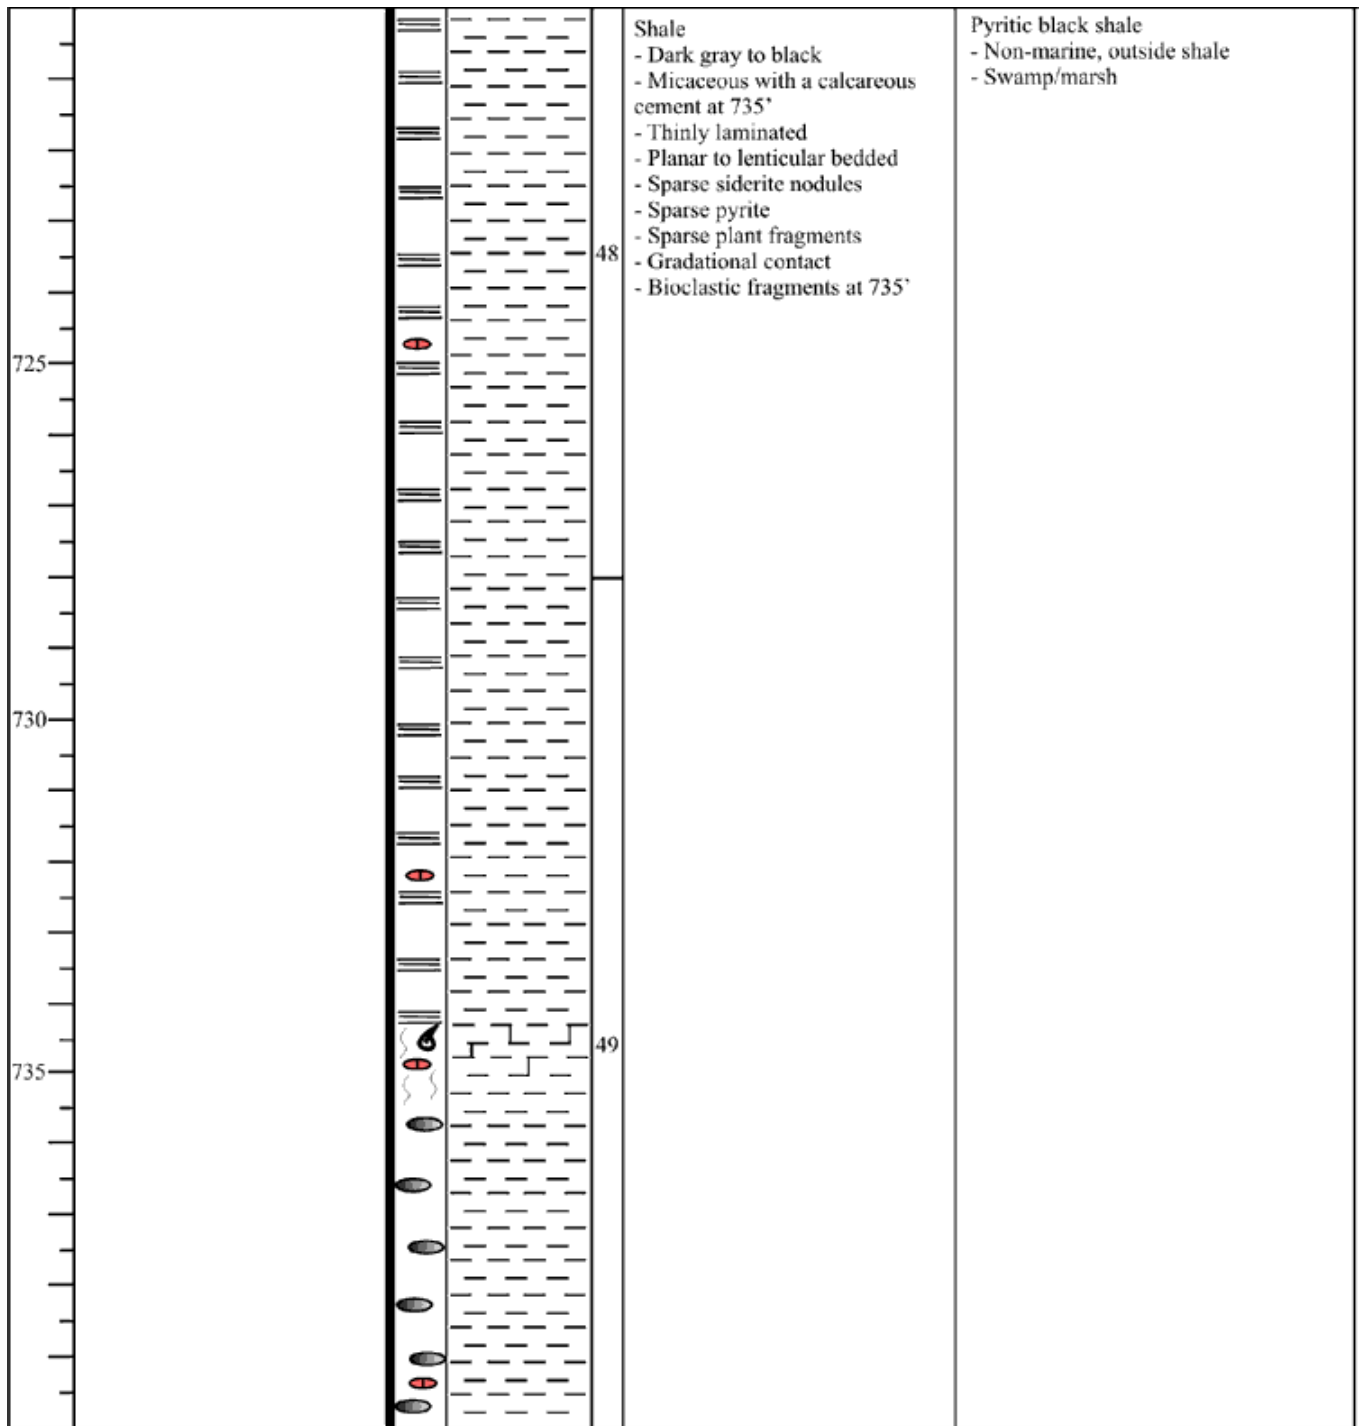 Shale
- Dark gray to black
- Micaceous with a calcareous
cement at 735’
- Thinly laminated
- Planar to lenticular bedded
- Sparse siderite nodules
- Sparse pyrite
- Sparse plant fragments
- Gradational contact
- Bioclastic fragments at 735’
Pyritic black shale
- Non-marine, outside shale
- Swamp/marsh
48
725
730
49
735